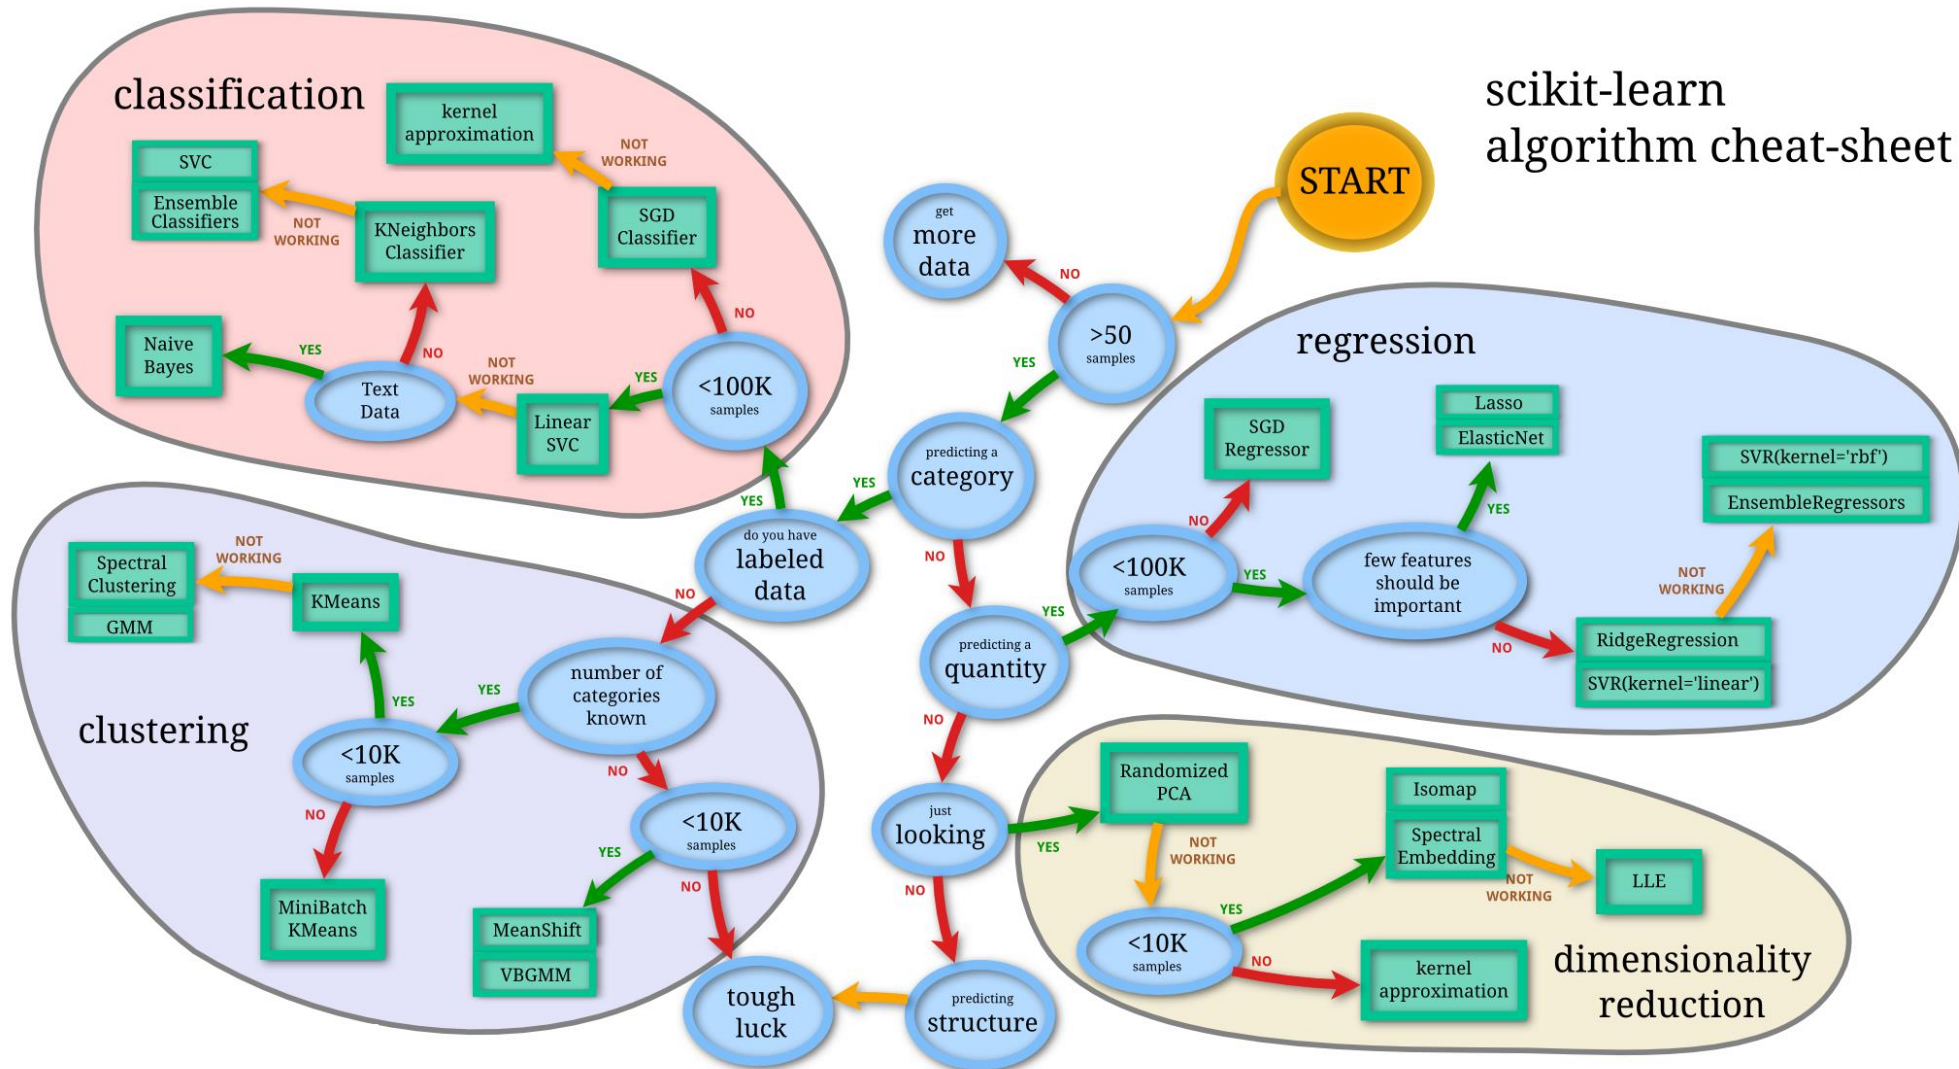 scikit-learn
algorithm cheat-sheet
START
get
more
data
NO
>50
samples
YES
predicting a
category
YES
NO
do you have
labeled
data
YES
NO
predicting a
quantity
YES
NO
just
looking
YES
NO
predicting
structure
tough
luck
classification
kernel
approximation
NOT
WORKING
SVC
Ensemble
Classifiers
NOT
WORKING
KNeighbors
Classifier
SGD
Classifier
NO
Naive
Bayes
YES
NO
Text
Data
NOT
WORKING
Linear
SVC
YES
<100K
samples
regression
SGD
Regressor
Lasso
ElasticNet
SVR(kernel='rbf')
EnsembleRegressors
NO
YES
<100K
samples
YES
few features
should be
important
NOT
WORKING
NO
RidgeRegression
SVR(kernel='linear')
clustering
Spectral
Clustering
GMM
NOT
WORKING
KMeans
YES
number of
categories
known
YES
NO
<10K
samples
NO
MiniBatch
KMeans
<10K
samples
YES
NO
MeanShift
VBGMM
dimensionality
reduction
Randomized
PCA
NOT
WORKING
Isomap
Spectral
Embedding
NOT
WORKING
LLE
YES
<10K
samples
NO
kernel
approximation